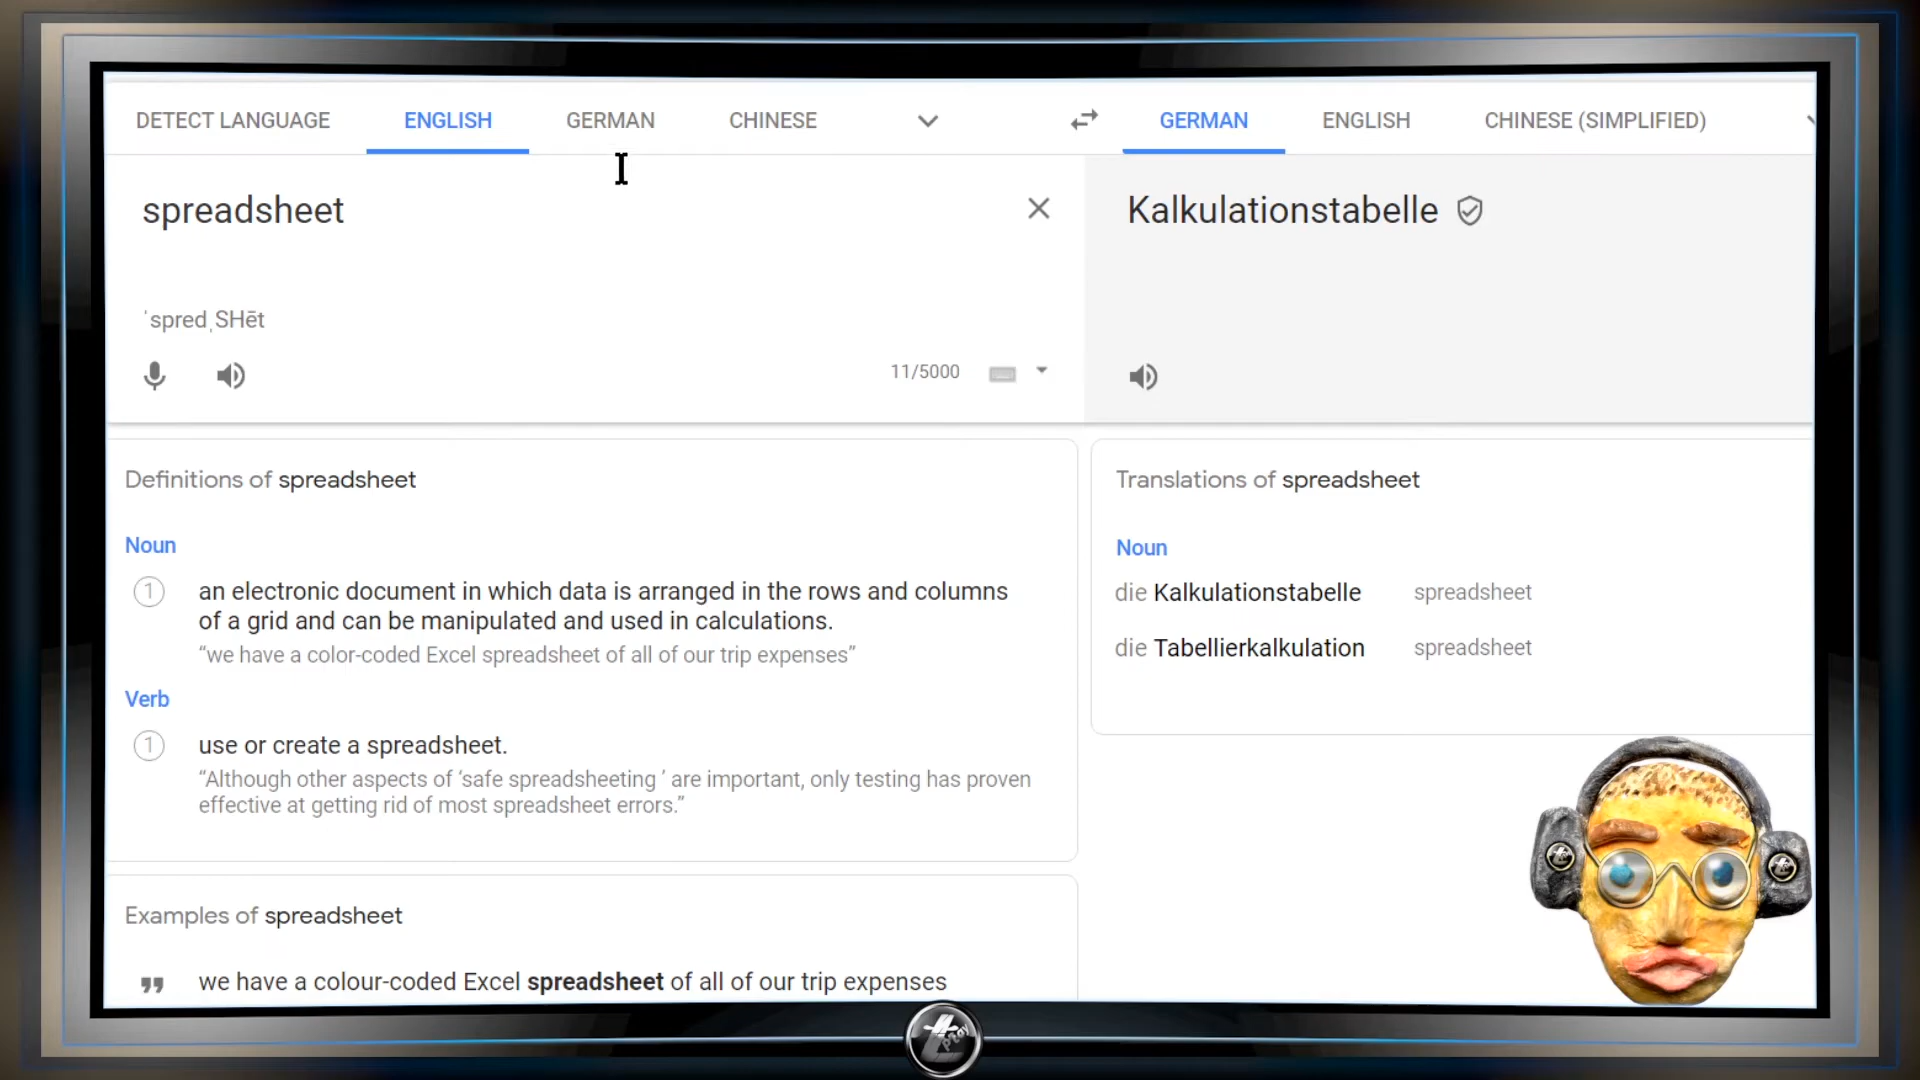 DETECT LANGUAGE ENGLISH GERMAN CHINESE GERMAN ENGLISH CHINESE (SIMPLIFIED)
spreadsheet
Kalkulationstabelle
ˈspredˌSHēt
11/5000
Definitions of spreadsheet
Noun
1 an electronic document in which data is arranged in the rows and columns
of a grid and can be manipulated and used in calculations.
“we have a color-coded Excel spreadsheet of all of our trip expenses”
Verb
1 use or create a spreadsheet.
“Although other aspects of ‘safe spreadsheeting ’ are important, only testing has proven
effective at getting rid of most spreadsheet errors.”
Translations of spreadsheet
Noun
die Kalkulationstabelle spreadsheet
die Tabellierkalkulation spreadsheet
Examples of spreadsheet
we have a colour-coded Excel spreadsheet of all of our trip expenses